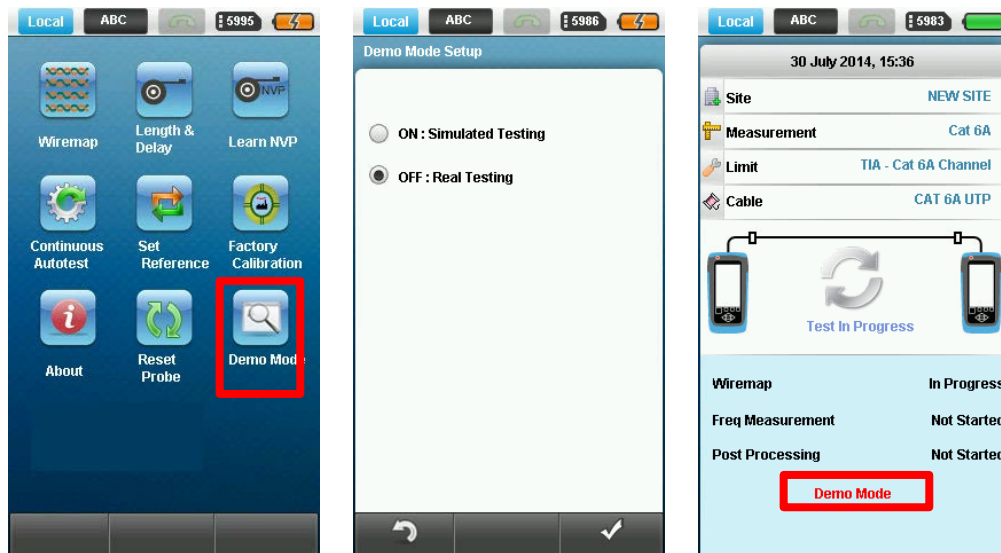 Local ABC 5995
Wiremap
Length &
Delay
NVP
Learn NVP
Continuous
Autotest
Set
Reference
Factory
Calibration
i
About
Reset
Probe
Demo Mode
Local ABC 5986
Demo Mode Setup
ON : Simulated Testing
OFF : Real Testing
Local ABC 5983
30 July 2014, 15:36
Site NEW SITE
Measurement Cat 6A
Limit TIA - Cat 6A Channel
Cable CAT 6A UTP
Test In Progress
Wiremap In Progress
Freq Measurement Not Started
Post Processing Not Started
Demo Mode